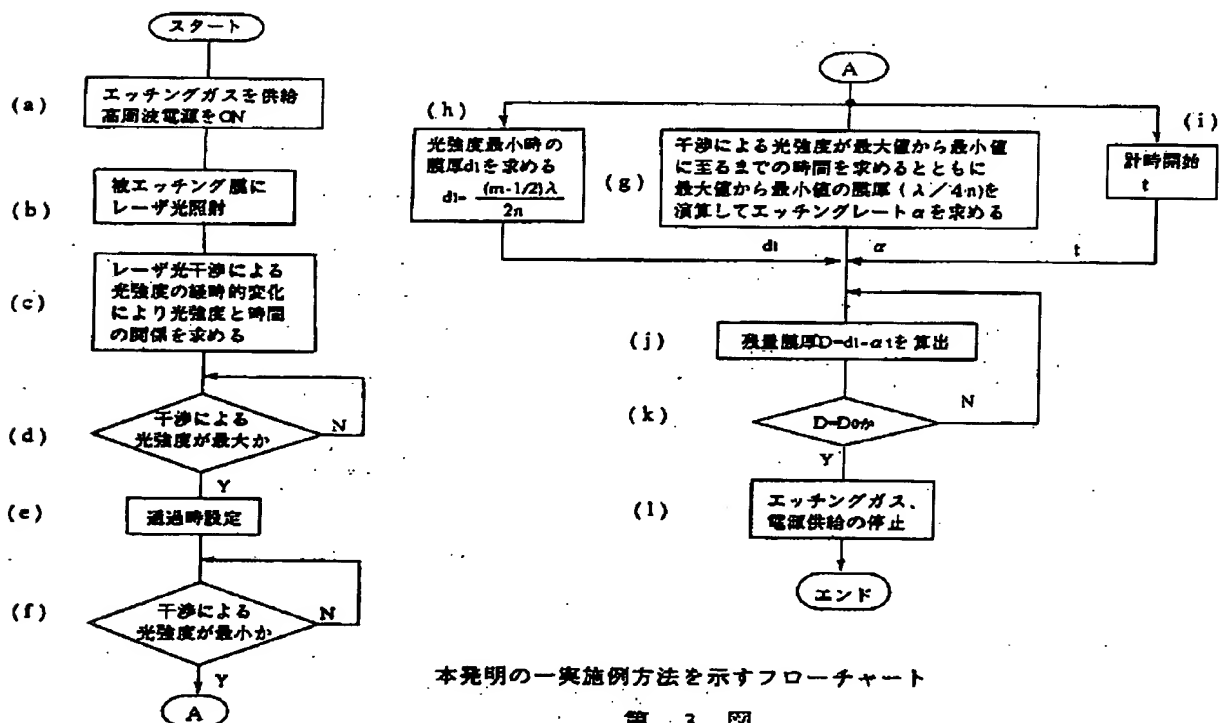 スタート
(a)
エッチングガスを供給
高周波電源をON
(b)
被エッチング膜に
レーザ光照射
(c)
レーザ光干渉による
光強度の経時的変化
により光強度と時間
の関係を求める
(d)
干渉による
光強度が最大か
N
Y
(e)
通過時設定
(f)
干渉による
光強度が最小か
N
Y
A
A
(h)
光強度最小時の
膜厚d1を求める
d1= (m-1/2)λ
2n
(g)
干渉による光強度が最大値から最小値
に至るまでの時間を求めるとともに
最大値から最小値の膜厚(λ/4n)を
演算してエッチングレートαを求める
(i)
計時開始
t
d1
α
t
(j)
残量膜厚D=d1-αtを算出
(k)
D=D0か
N
Y
(l)
エッチングガス、
電源供給の停止
エンド
本発明の一実施例方法を示すフローチャート
第 3 図